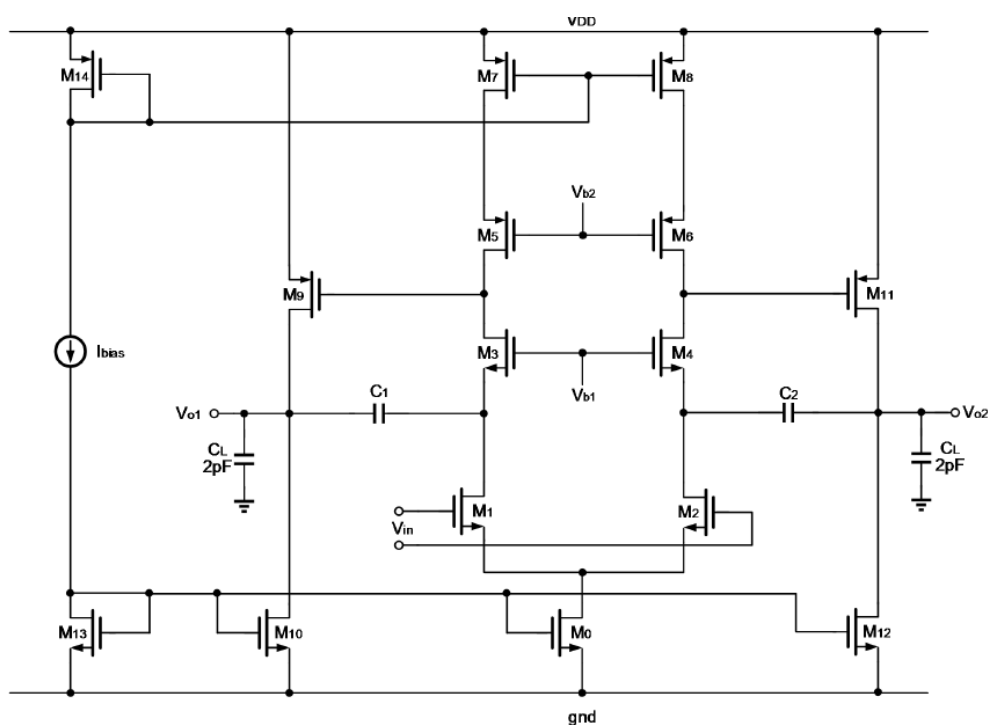 VDD
M14
M7
M8
Vb2
M5
M6
M9
M11
Ibias
M3
M4
Vb1
C1
C2
Vo1
Vo2
CL
2pF
CL
2pF
M1
M2
Vin
M13
M10
M0
M12
gnd